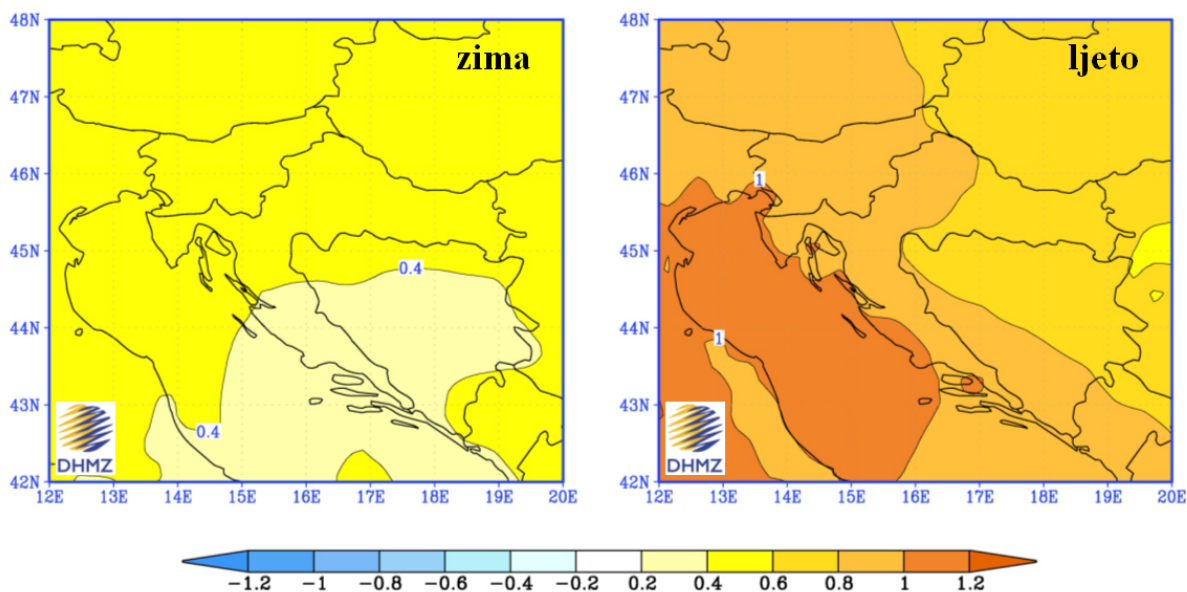 zima
48N
47N
46N
45N
44N
43N
42N
0.4
0.4
DHMZ
12E 13E 14E 15E 16E 17E 18E 19E 20E
ljeto
48N
47N
46N
45N
44N
43N
42N
1
1
DHMZ
12E 13E 14E 15E 16E 17E 18E 19E 20E
-1.2 -1 -0.8 -0.6 -0.4 -0.2 0.2 0.4 0.6 0.8 1 1.2